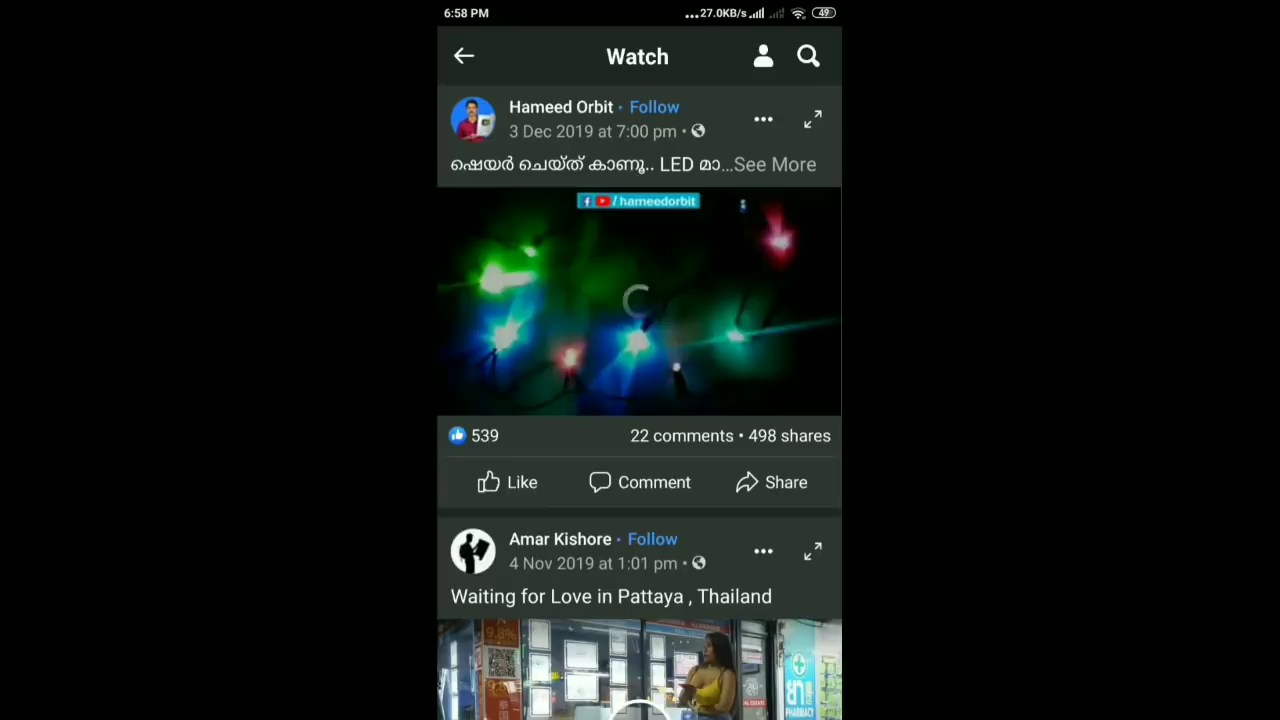 6:58 PM
...27.0KB/s
49
Watch
Hameed Orbit · Follow
3 Dec 2019 at 7:00 pm ·
ഷെയർ ചെയ്ത് കാണൂ.. LED മാ...See More
/hameedorbit
539
22 comments • 498 shares
Like
Comment
Share
Amar Kishore · Follow
4 Nov 2019 at 1:01 pm ·
Waiting for Love in Pattaya , Thailand
9.8%
PHARMACY